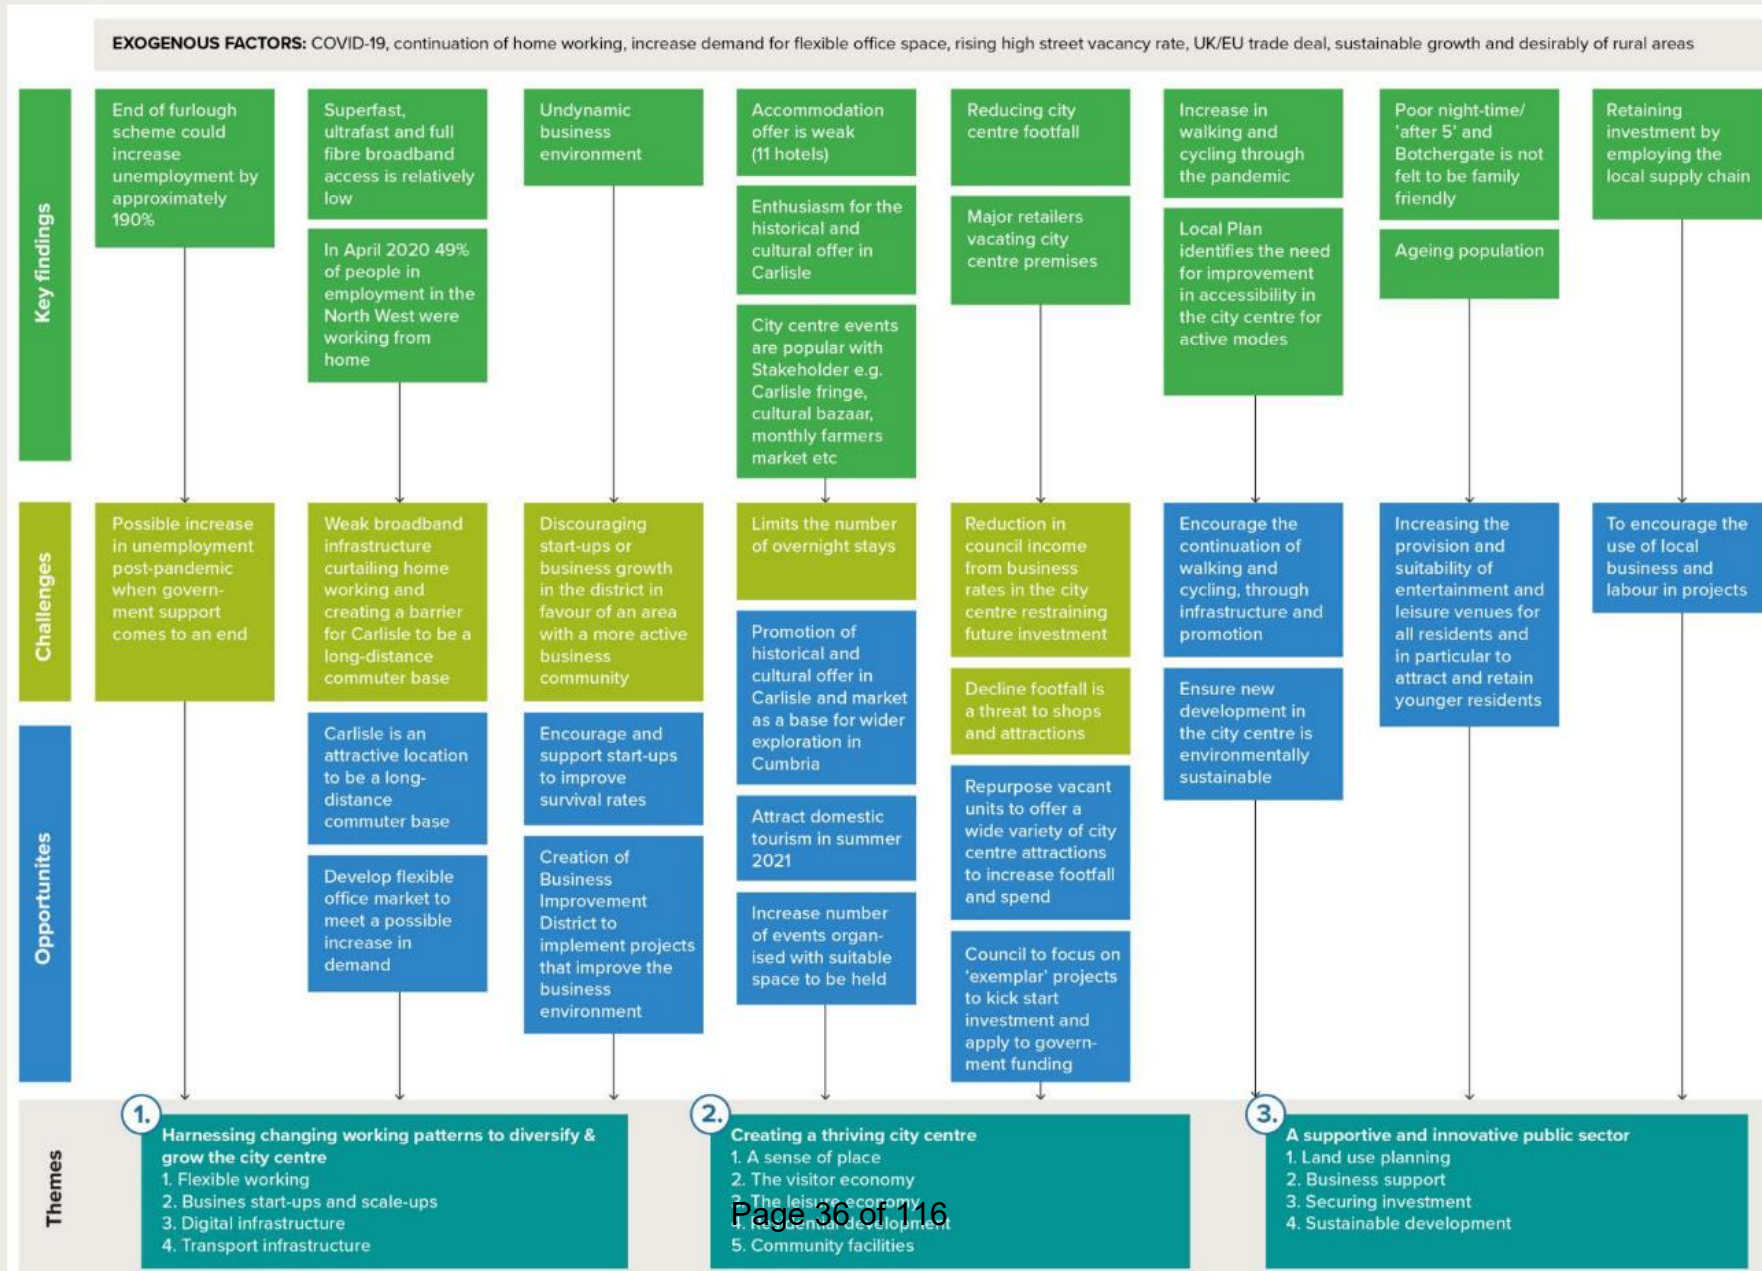 EXOGENOUS FACTORS: COVID-19, continuation of home working, increase demand for flexible office space, rising high street vacancy rate, UK/EU trade deal, sustainable growth and desirably of rural areas
Key findings
End of furlough
scheme could
increase
unemployment by
approximately
190%
Superfast,
ultrafast and full
fibre broadband
access is relatively
low
In April 2020 49%
of people in
employment in the
North West were
working from
home
Undynamic
business
environment
Accommodation
offer is weak
(11 hotels)
Enthusiasm for the
historical and
cultural offer in
Carlisle
City centre events
are popular with
Stakeholder e.g.
Carlisle fringe,
cultural bazaar,
monthly farmers
market etc
Reducing city
centre footfall
Major retailers
vacating city
centre premises
Increase in
walking and
cycling through
the pandemic
Local Plan
identifies the need
for improvement
in accessibility in
the city centre for
active modes
Poor night-time/
'after 5' and
Botchergate is not
felt to be family
friendly
Ageing population
Retaining
investment by
employing the
local supply chain
Challenges
Possible increase
in unemployment
post-pandemic
when govern-
ment support
comes to an end
Weak broadband
infrastructure
curtailing home
working and
creating a barrier
for Carlisle to be a
long-distance
commuter base
Discouraging
start-ups or
business growth
in the district in
favour of an area
with a more active
business
community
Limits the number
of overnight stays
Reduction in
council income
from business
rates in the city
centre restraining
future investment
Decline footfall is
a threat to shops
and attractions
Opportunites
Carlisle is an
attractive location
to be a long-
distance
commuter base
Develop flexible
office market to
meet a possible
increase in
demand
Encourage and
support start-ups
to improve
survival rates
Creation of
Business
Improvement
District to
implement projects
that improve the
business
environment
Promotion of
historical and
cultural offer in
Carlisle and market
as a base for wider
exploration in
Cumbria
Attract domestic
tourism in summer
2021
Increase number
of events organ-
ised with suitable
space to be held
Repurpose vacant
units to offer a
wide variety of city
centre attractions
to increase footfall
and spend
Council to focus on
'exemplar' projects
to kick start
investment and
apply to govern-
ment funding
Encourage the
continuation of
walking and
cycling, through
infrastructure and
promotion
Ensure new
development in
the city centre is
environmentally
sustainable
Increasing the
provision and
suitability of
entertainment and
leisure venues for
all residents and
in particular to
attract and retain
younger residents
To encourage the
use of local
business and
labour in projects
Themes
1.
Harnessing changing working patterns to diversify &
grow the city centre
1. Flexible working
2. Busines start-ups and scale-ups
3. Digital infrastructure
4. Transport infrastructure
2.
Creating a thriving city centre
1. A sense of place
2. The visitor economy
3. The leisure economy
4. Residential development
5. Community facilities
Page 36 of 116
3.
A supportive and innovative public sector
1. Land use planning
2. Business support
3. Securing investment
4. Sustainable development